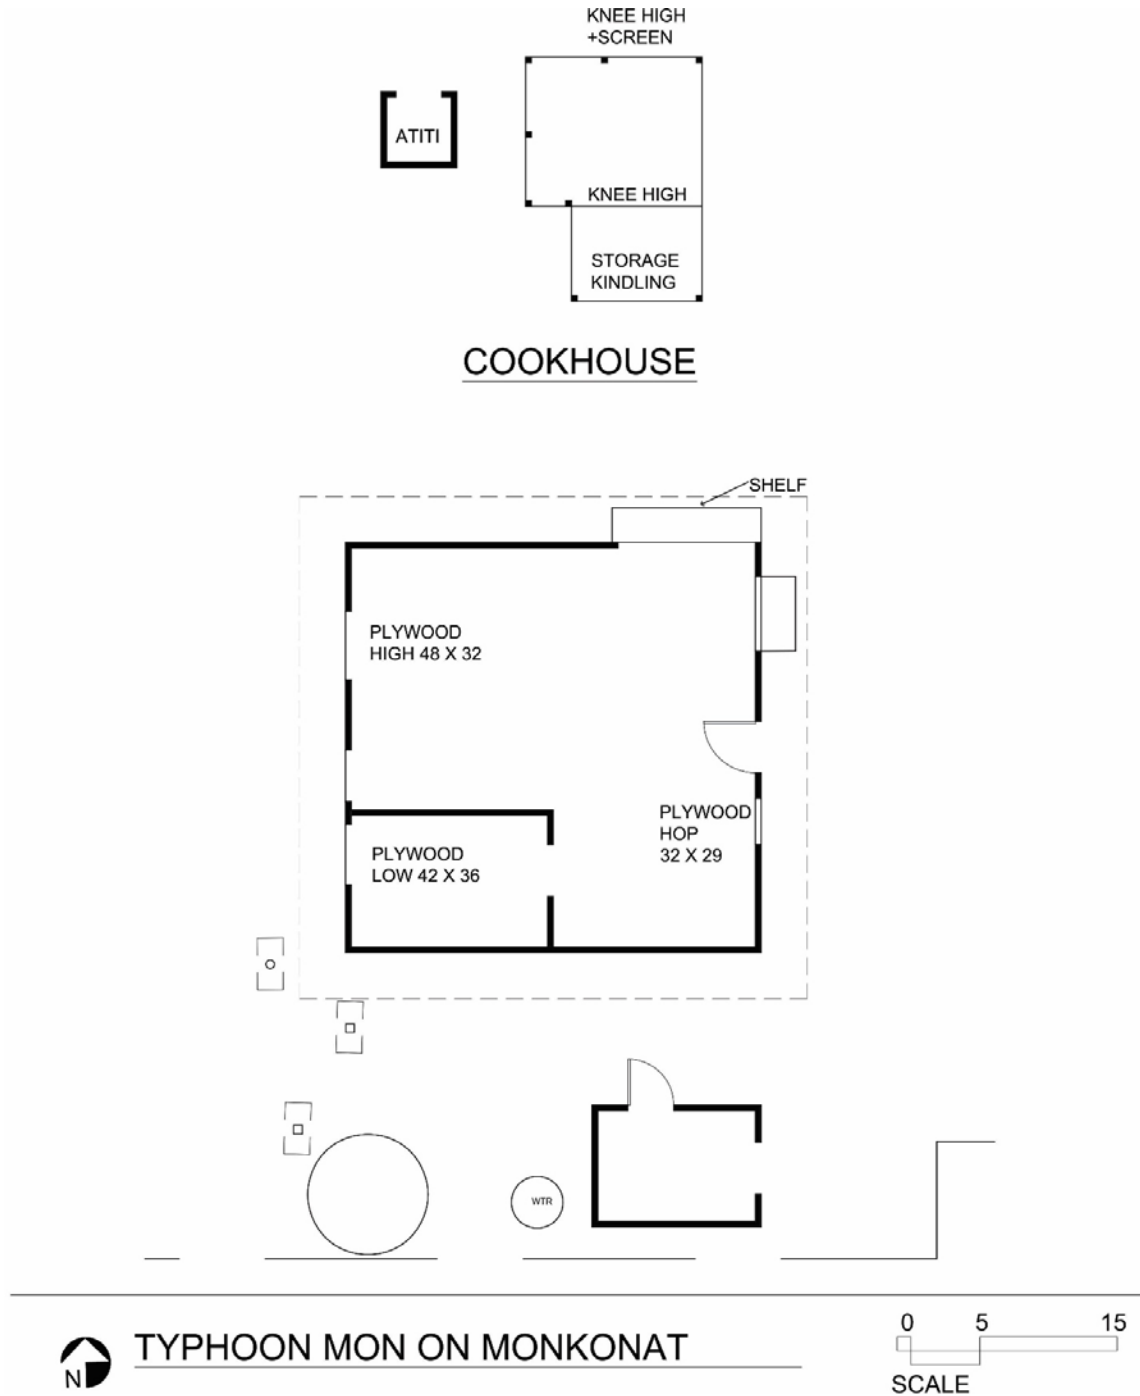 KNEE HIGH
+SCREEN
ATITI
KNEE HIGH
STORAGE
KINDLING
COOKHOUSE
SHELF
PLYWOOD
HIGH 48 X 32
PLYWOOD
HOP
32 X 29
PLYWOOD
LOW 42 X 36
WTR
0 5 15
TYPHOON MON ON MONKONAT
N
SCALE